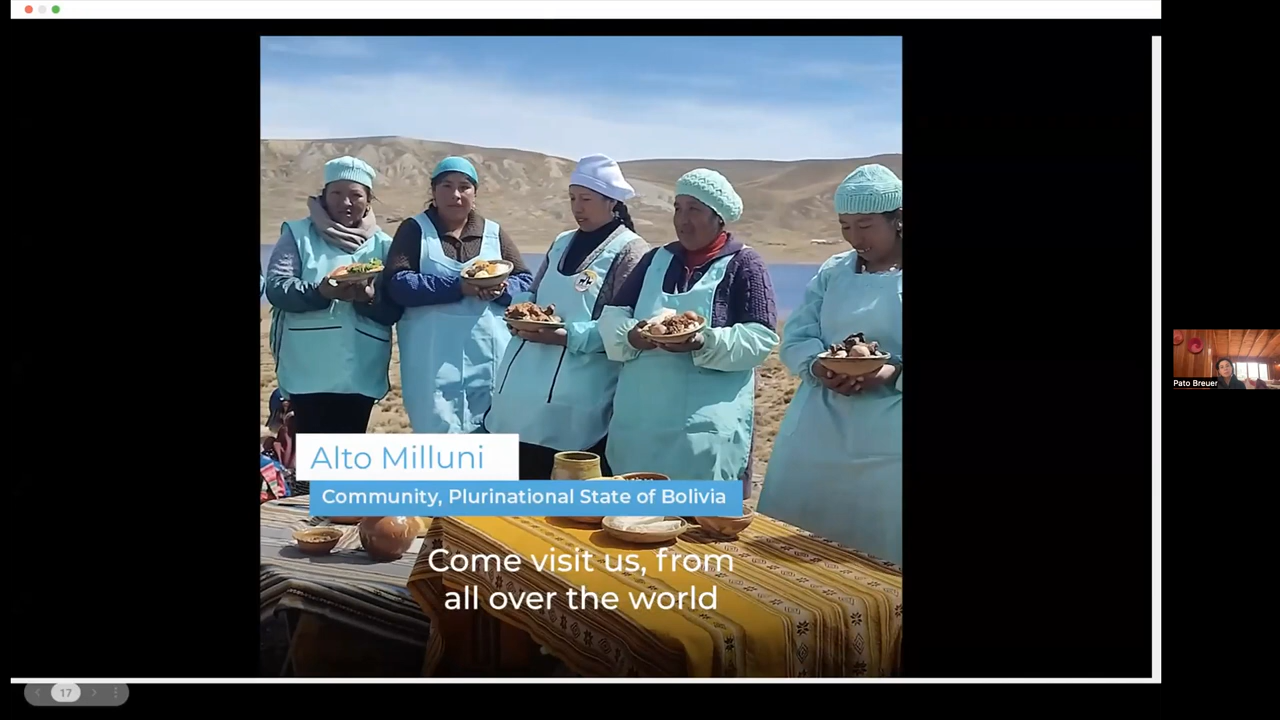 Alto Milluni
Community, Plurinational State of Bolivia
Come visit us, from
all over the world
Pato Breuer
17